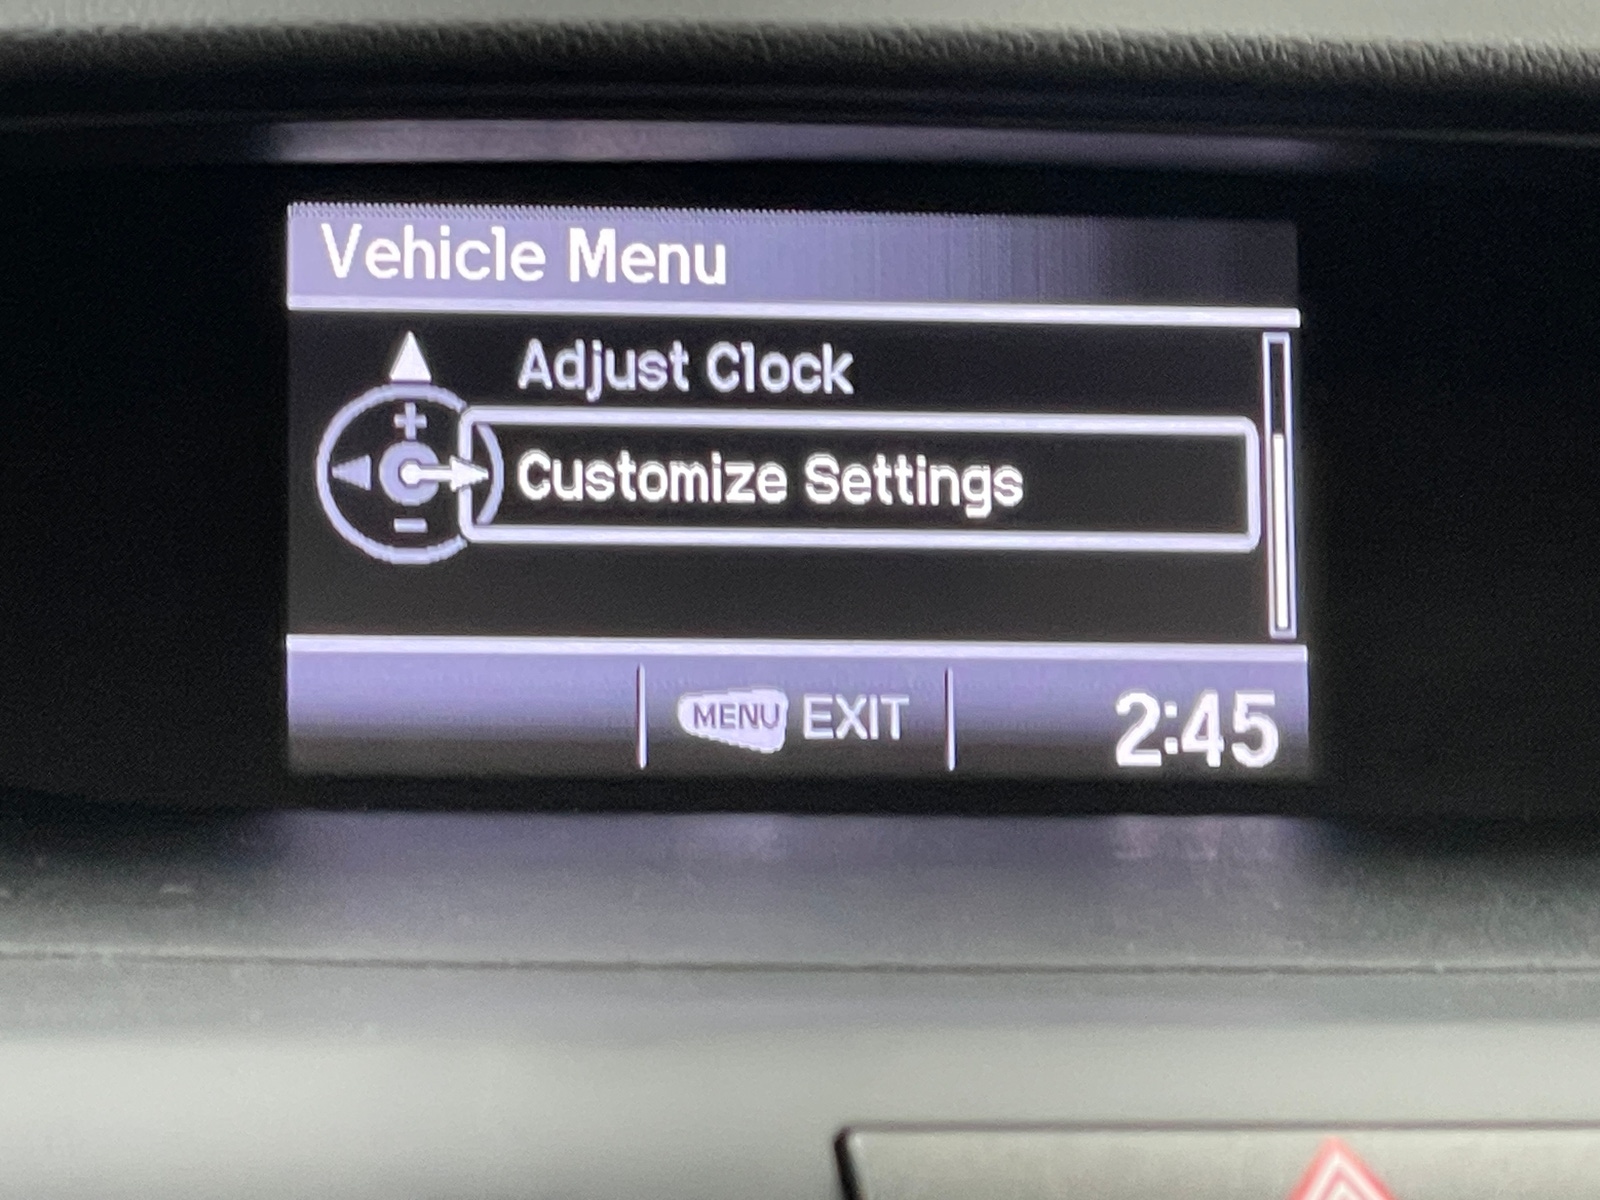 Vehicle Menu
Adjust Clock
+
Customize Settings
-
MENU EXIT
2:45